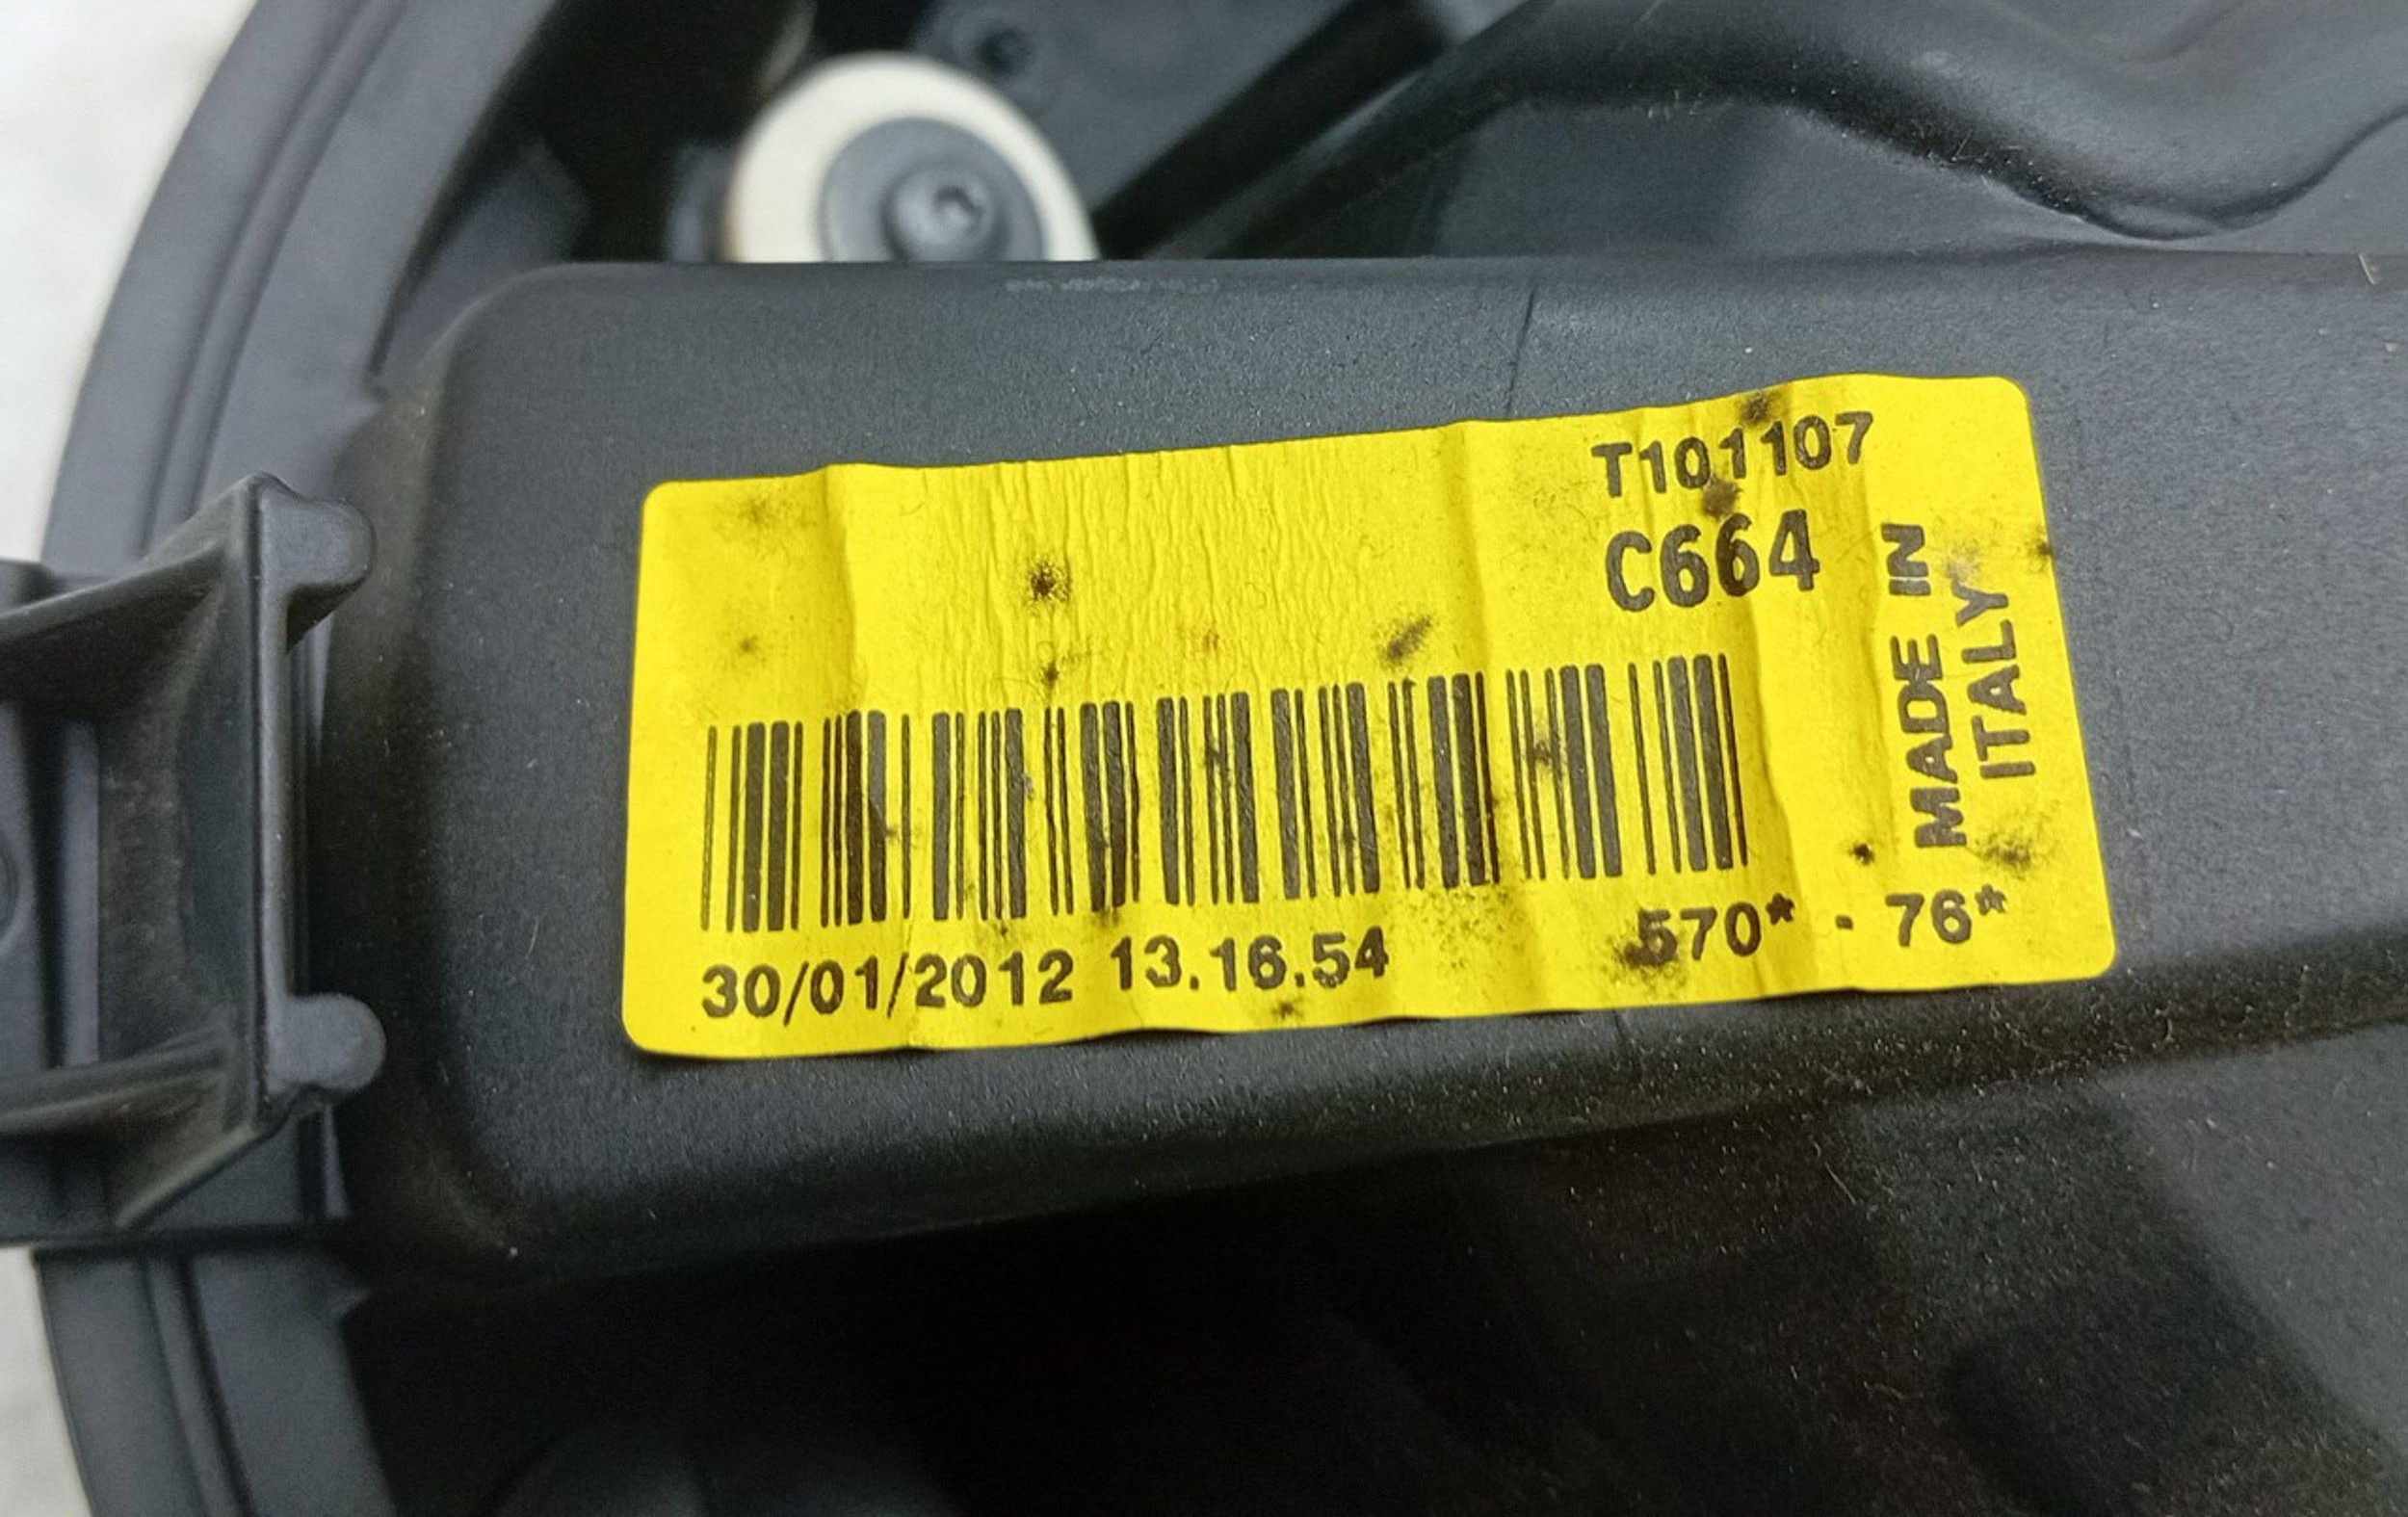 T101107
C664
MADE IN
ITALY
30/01/2012 13.16.54
570* - 76*